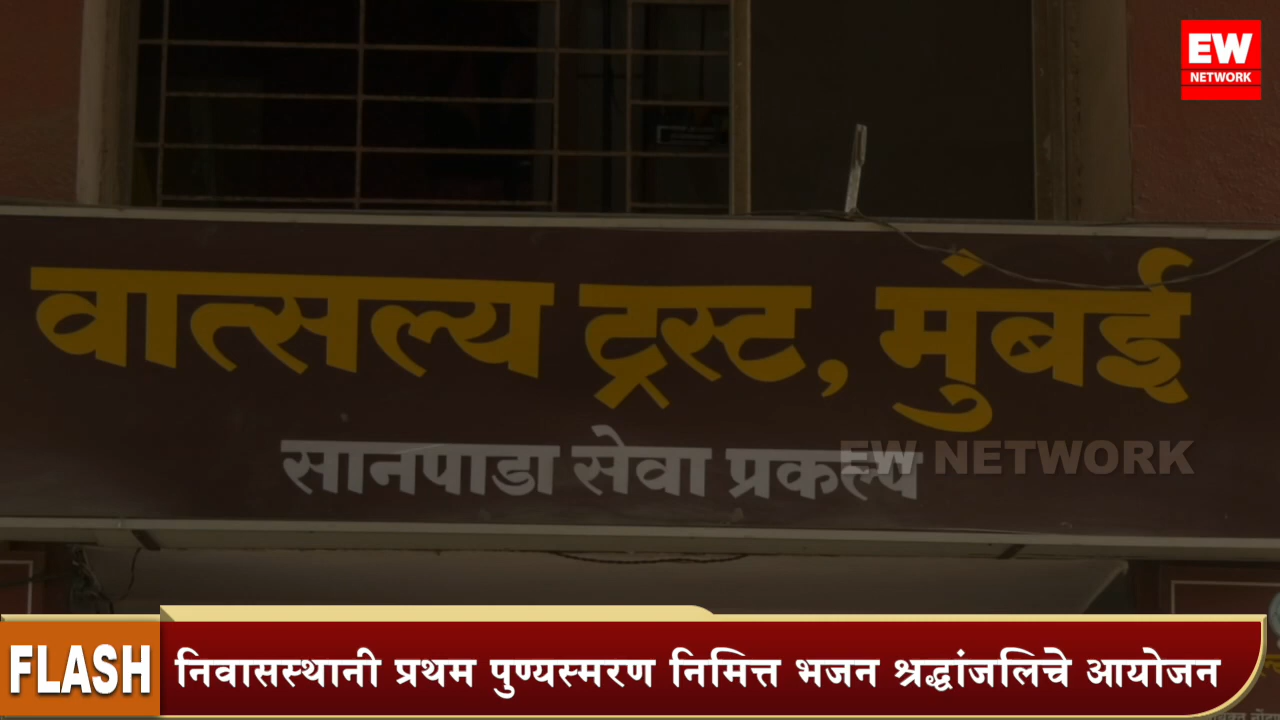 EW
NETWORK
वात्सल्य ट्रस्ट, मुंबई
सानपाडा सेवा प्रकल्प
EW NETWORK
FLASH
निवासस्थानी प्रथम पुण्यस्मरण निमित्त भजन श्रद्धांजलिचे आयोजन